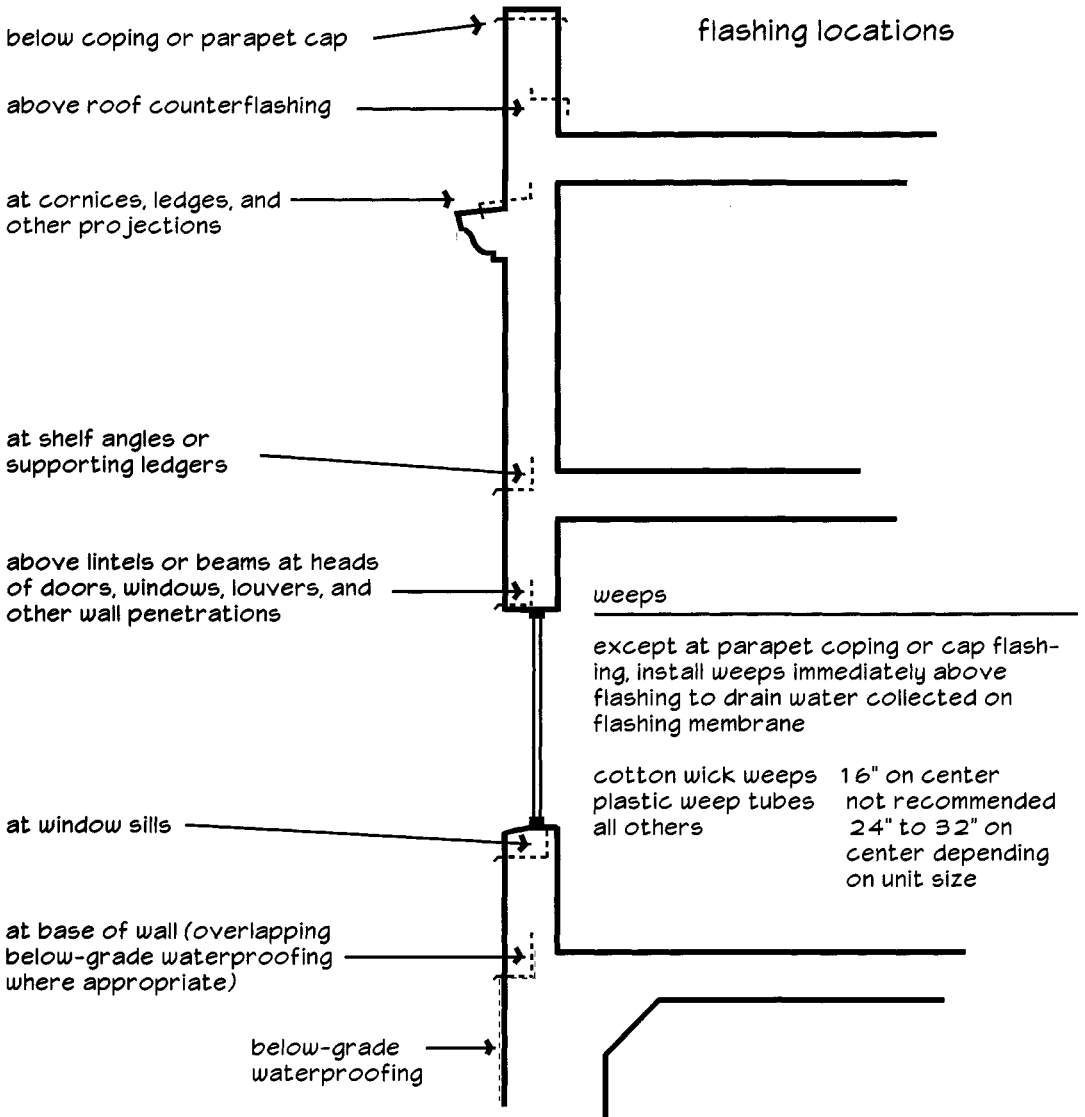 flashing locations
below coping or parapet cap
above roof counterflashing
at cornices, ledges, and
other projections
at shelf angles or
supporting ledgers
above lintels or beams at heads
of doors, windows, louvers, and
other wall penetrations
weeps
except at parapet coping or cap flash-
ing, install weeps immediately above
flashing to drain water collected on
flashing membrane
cotton wick weeps 16" on center
plastic weep tubes not recommended
all others 24" to 32" on
center depending
on unit size
at window sills
at base of wall (overlapping
below-grade waterproofing
where appropriate)
below-grade
waterproofing